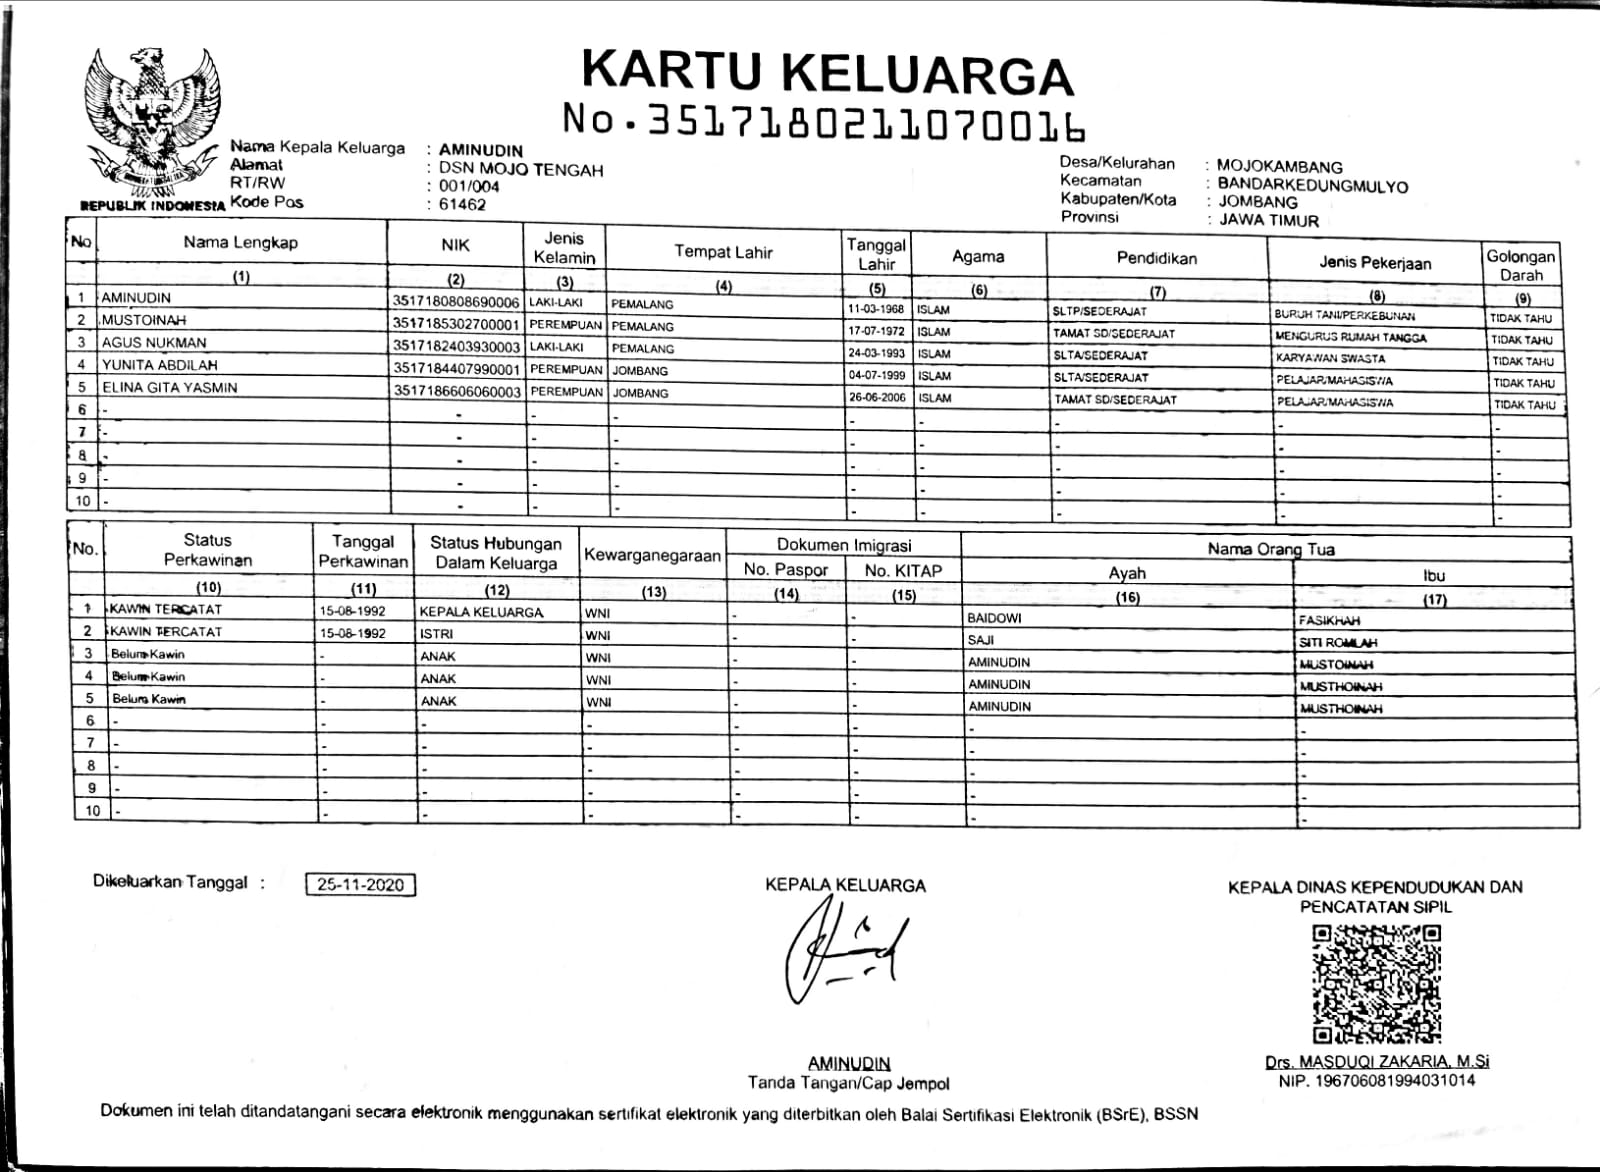 KARTU KELUARGA
No. 3517180211070016
REPUBLIK INDONESIA
Nama Kepala Keluarga : AMINUDIN
Alamat : DSN MOJO TENGAH
RT/RW : 001/004
Kode Pos : 61462
Desa/Kelurahan : MOJOKAMBANG
Kecamatan : BANDARKEDUNGMULYO
Kabupaten/Kota : JOMBANG
Provinsi : JAWA TIMUR
No Nama Lengkap NIK Jenis Kelamin Tempat Lahir Tanggal Lahir Agama Pendidikan Jenis Pekerjaan Golongan Darah
(1) (2) (3) (4) (5) (6) (7) (8) (9)
1 AMINUDIN 3517180808690006 LAKI-LAKI PEMALANG 11-03-1968 ISLAM SLTP/SEDERAJAT BURUH TANI/PERKEBUNAN TIDAK TAHU
2 MUSTOINAH 3517185302700001 PEREMPUAN PEMALANG 17-07-1972 ISLAM TAMAT SD/SEDERAJAT MENGURUS RUMAH TANGGA TIDAK TAHU
3 AGUS NUKMAN 3517182403930003 LAKI-LAKI PEMALANG 24-03-1993 ISLAM SLTA/SEDERAJAT KARYAWAN SWASTA TIDAK TAHU
4 YUNITA ABDILAH 3517184407990001 PEREMPUAN JOMBANG 04-07-1999 ISLAM SLTA/SEDERAJAT PELAJAR/MAHASISWA TIDAK TAHU
5 ELINA GITA YASMIN 3517186606060003 PEREMPUAN JOMBANG 26-06-2006 ISLAM TAMAT SD/SEDERAJAT PELAJAR/MAHASISWA TIDAK TAHU
6 - - - - - - - - -
7 - - - - - - - - -
8 - - - - - - - - -
9 - - - - - - - - -
10 - - - - - - - - -
No. Status Perkawinan Tanggal Perkawinan Status Hubungan Dalam Keluarga Kewarganegaraan Dokumen Imigrasi Nama Orang Tua
No. Paspor No. KITAP Ayah Ibu
(10) (11) (12) (13) (14) (15) (16) (17)
1 KAWIN TERCATAT 15-08-1992 KEPALA KELUARGA WNI - - BAIDOWI FASIKHAH
2 KAWIN TERCATAT 15-08-1992 ISTRI WNI - - SAJI SITI ROMLAH
3 Belum Kawin - ANAK WNI - - AMINUDIN MUSTOINAH
4 Belum Kawin - ANAK WNI - - AMINUDIN MUSTHOINAH
5 Belum Kawin - ANAK WNI - - AMINUDIN MUSTHOINAH
6 - - - - - - - -
7 - - - - - - - -
8 - - - - - - - -
9 - - - - - - - -
10 - - - - - - - -
Dikeluarkan Tanggal : 25-11-2020
KEPALA KELUARGA
AMINUDIN
Tanda Tangan/Cap Jempol
KEPALA DINAS KEPENDUDUKAN DAN
PENCATATAN SIPIL
Drs. MASDUQI ZAKARIA, M.Si
NIP. 196706081994031014
Dokumen ini telah ditandatangani secara elektronik menggunakan sertifikat elektronik yang diterbitkan oleh Balai Sertifikasi Elektronik (BSrE), BSSN